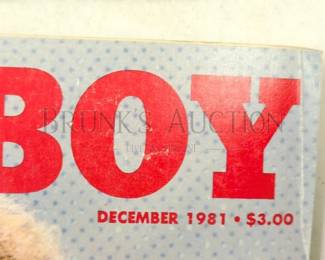 BOY
BRUNK'S AUCTION
DECEMBER 1981 • $3.00